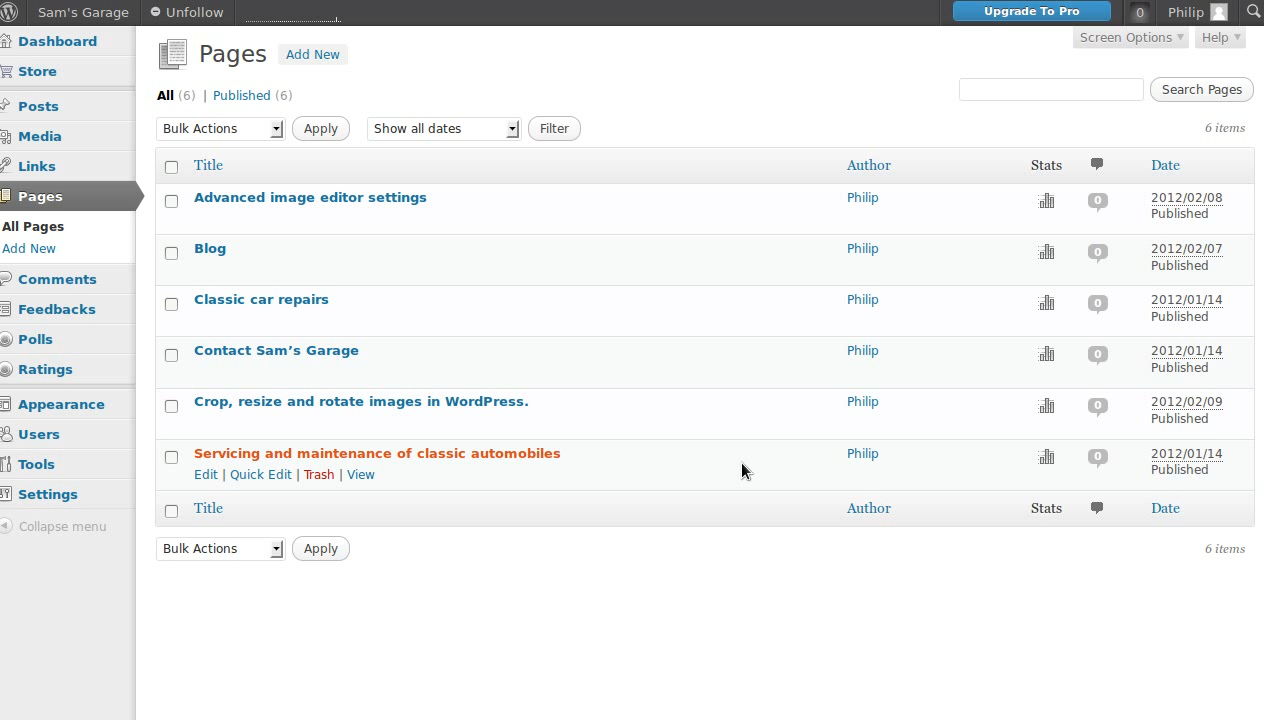 Sam's Garage Unfollow Upgrade To Pro 0 Philip
Dashboard
Store
Posts
Media
Links
Pages
All Pages
Add New
Comments
Feedbacks
Polls
Ratings
Appearance
Users
Tools
Settings
Collapse menu
Screen Options Help
Pages Add New
All (6) | Published (6)
Search Pages
Bulk Actions Apply Show all dates Filter 6 items
Title Author Stats Date
Advanced image editor settings Philip 0 2012/02/08
Published
Blog Philip 0 2012/02/07
Published
Classic car repairs Philip 0 2012/01/14
Published
Contact Sam’s Garage Philip 0 2012/01/14
Published
Crop, resize and rotate images in WordPress. Philip 0 2012/02/09
Published
Servicing and maintenance of classic automobiles Philip 0 2012/01/14
Edit | Quick Edit | Trash | View Published
Title Author Stats Date
Bulk Actions Apply 6 items